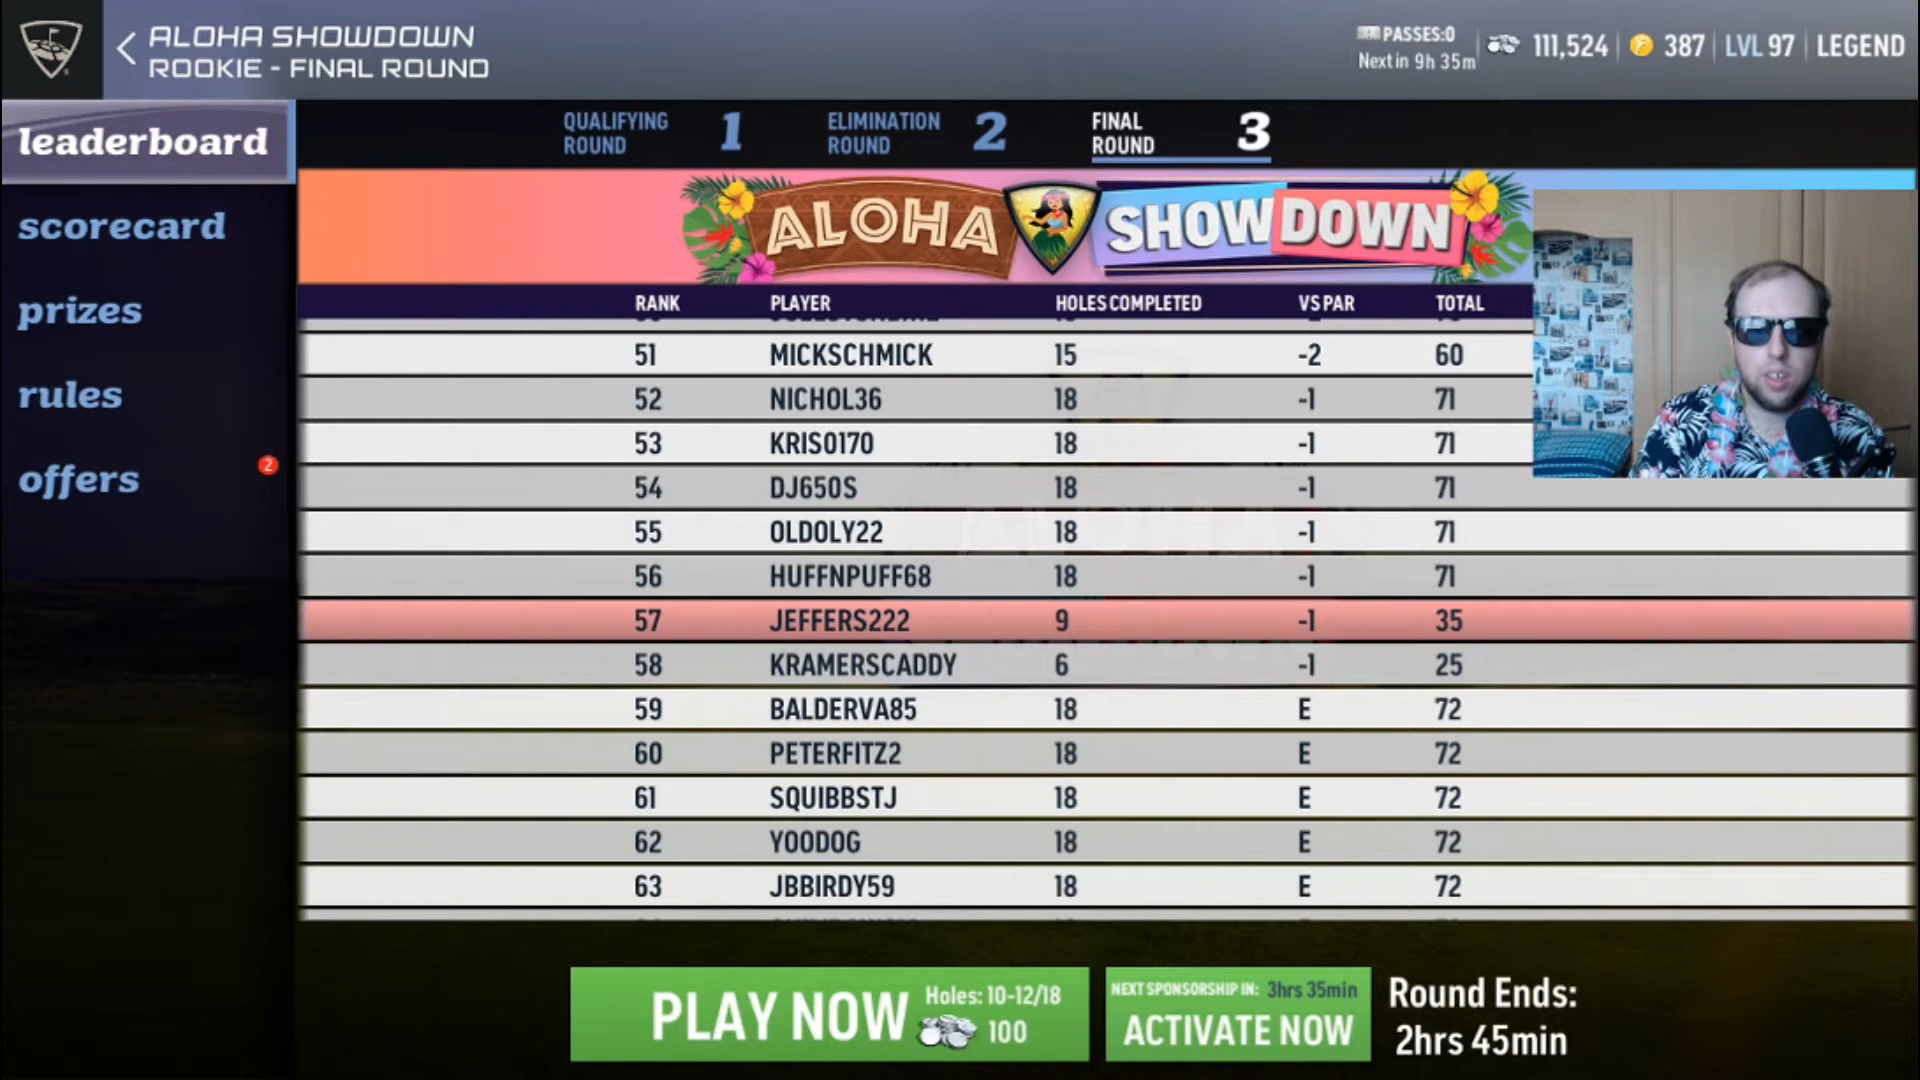 ALOHA SHOWDOWN
ROOKIE - FINAL ROUND
PASSES:0
Next in 9h 35m
111,524
387
LVL 97
LEGEND
leaderboard
scorecard
prizes
rules
offers
2
QUALIFYING ROUND 1
ELIMINATION ROUND 2
FINAL ROUND 3
ALOHA SHOWDOWN
RANK PLAYER HOLES COMPLETED VS PAR TOTAL
51 MICKSCHMICK 15 -2 60
52 NICHOL36 18 -1 71
53 KRIS0170 18 -1 71
54 DJ650S 18 -1 71
55 OLDOLY22 18 -1 71
56 HUFFNPUFF68 18 -1 71
57 JEFFERS222 9 -1 35
58 KRAMERSCADDY 6 -1 25
59 BALDERVA85 18 E 72
60 PETERFITZ2 18 E 72
61 SQUIBBSTJ 18 E 72
62 YOODOG 18 E 72
63 JBBIRDY59 18 E 72
PLAY NOW
Holes: 10-12/18
100
NEXT SPONSORSHIP IN: 3hrs 35min
ACTIVATE NOW
Round Ends:
2hrs 45min